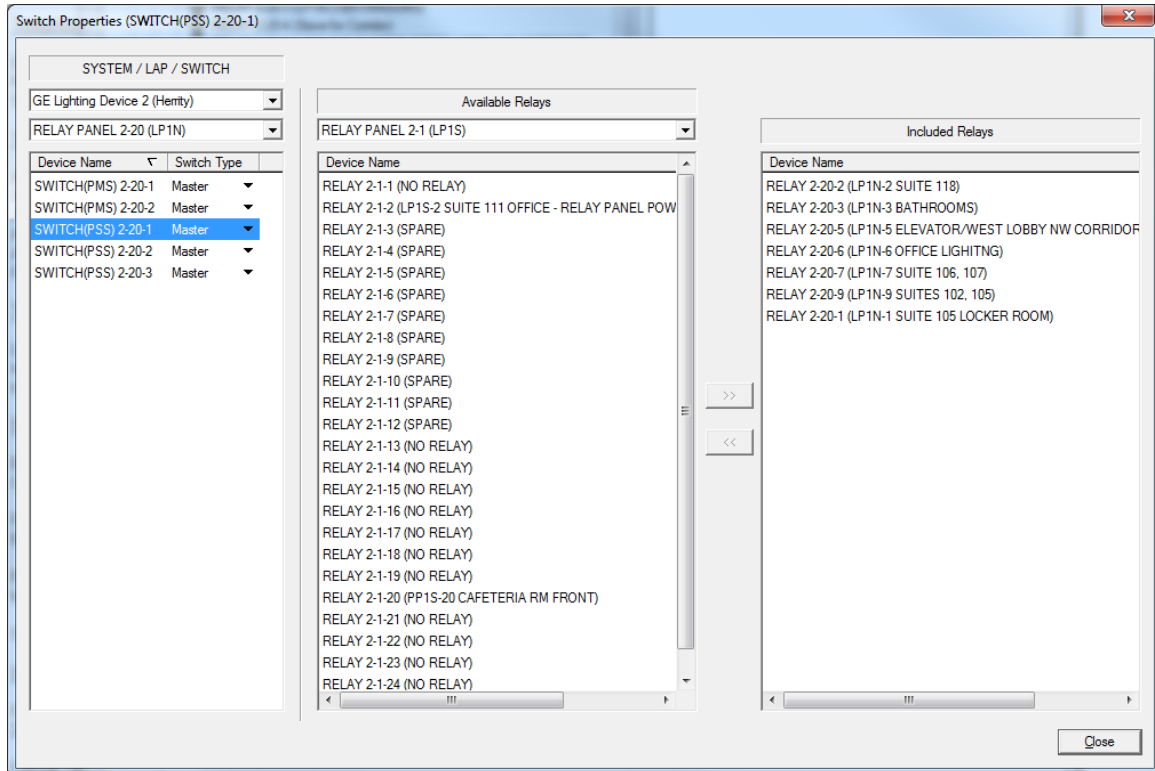 Switch Properties (SWITCH(PSS) 2-20-1)
SYSTEM / LAP / SWITCH
GE Lighting Device 2 (Herrity)
RELAY PANEL 2-20 (LP1N)
Device Name Switch Type
SWITCH(PMS) 2-20-1 Master
SWITCH(PMS) 2-20-2 Master
SWITCH(PSS) 2-20-1 Master
SWITCH(PSS) 2-20-2 Master
SWITCH(PSS) 2-20-3 Master
Available Relays
RELAY PANEL 2-1 (LP1S)
Device Name
RELAY 2-1-1 (NO RELAY)
RELAY 2-1-2 (LP1S-2 SUITE 111 OFFICE - RELAY PANEL POW
RELAY 2-1-3 (SPARE)
RELAY 2-1-4 (SPARE)
RELAY 2-1-5 (SPARE)
RELAY 2-1-6 (SPARE)
RELAY 2-1-7 (SPARE)
RELAY 2-1-8 (SPARE)
RELAY 2-1-9 (SPARE)
RELAY 2-1-10 (SPARE)
RELAY 2-1-11 (SPARE)
RELAY 2-1-12 (SPARE)
RELAY 2-1-13 (NO RELAY)
RELAY 2-1-14 (NO RELAY)
RELAY 2-1-15 (NO RELAY)
RELAY 2-1-16 (NO RELAY)
RELAY 2-1-17 (NO RELAY)
RELAY 2-1-18 (NO RELAY)
RELAY 2-1-19 (NO RELAY)
RELAY 2-1-20 (PP1S-20 CAFETERIA RM FRONT)
RELAY 2-1-21 (NO RELAY)
RELAY 2-1-22 (NO RELAY)
RELAY 2-1-23 (NO RELAY)
RELAY 2-1-24 (NO RELAY)
>>
<<
Included Relays
Device Name
RELAY 2-20-2 (LP1N-2 SUITE 118)
RELAY 2-20-3 (LP1N-3 BATHROOMS)
RELAY 2-20-5 (LP1N-5 ELEVATOR/WEST LOBBY NW CORRIDOR
RELAY 2-20-6 (LP1N-6 OFFICE LIGHITNG)
RELAY 2-20-7 (LP1N-7 SUITE 106, 107)
RELAY 2-20-9 (LP1N-9 SUITES 102, 105)
RELAY 2-20-1 (LP1N-1 SUITE 105 LOCKER ROOM)
Close